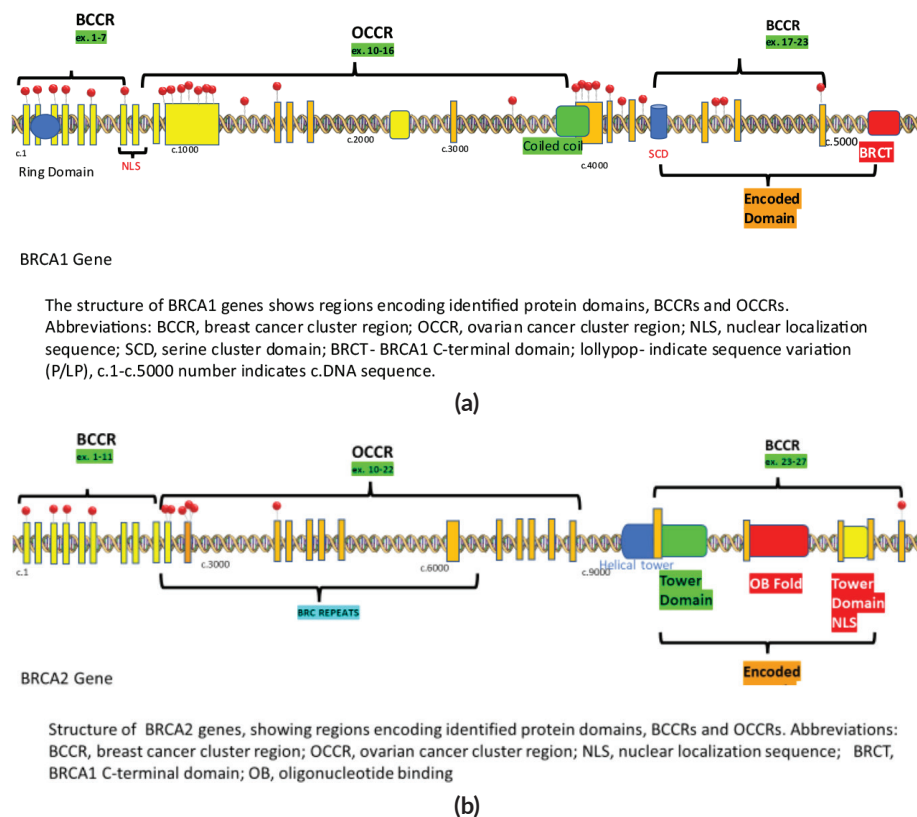 BCCR
ex. 1-7
OCCR
ex. 10-16
BCCR
ex. 17-23
c.1
c.1000
c.2000
c.3000
c.4000
c.5000
Ring Domain
NLS
Coiled coil
SCD
BRCT
Encoded
Domain
BRCA1 Gene
The structure of BRCA1 genes shows regions encoding identified protein domains, BCCRs and OCCRs.
Abbreviations: BCCR, breast cancer cluster region; OCCR, ovarian cancer cluster region; NLS, nuclear localization
sequence; SCD, serine cluster domain; BRCT- BRCA1 C-terminal domain; lollypop- indicate sequence variation
(P/LP), c.1-c.5000 number indicates c.DNA sequence.
(a)
BCCR
ex. 1-11
OCCR
ex. 10-22
BCCR
ex. 23-27
c.1
c.3000
c.6000
c.9000
Helical tower
BRC REPEATS
Tower
Domain
OB Fold
Tower
Domain
NLS
Encoded
BRCA2 Gene
Structure of BRCA2 genes, showing regions encoding identified protein domains, BCCRs and OCCRs. Abbreviations:
BCCR, breast cancer cluster region; OCCR, ovarian cancer cluster region; NLS, nuclear localization sequence; BRCT,
BRCA1 C-terminal domain; OB, oligonucleotide binding
(b)